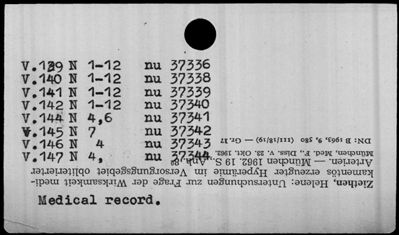 V.139 N 1-12 nu 37336
V.140 N 1-12 nu 37338
V.141 N 1-12 nu 37339
V.142 N 1-12 nu 37340
V.144 N 4,6 nu 37341
V.145 N 7 nu 37342
V.146 N 4 nu 37343
V.147 N 4, nu 37344
Medical record.
Ziethen, Helene: Untersuchungen zur Frage der Wirksamkeit medi-
kamentös erzeugter Hyperämie im Versorgungsgebiet obliterierter
Arterien. — München 1962. 19 S., Anh. 8°
München, Med. F., Diss. v. 23. Okt. 1962.
DN: B 1963, 9, 580 (111/18/19) — Gr. 17